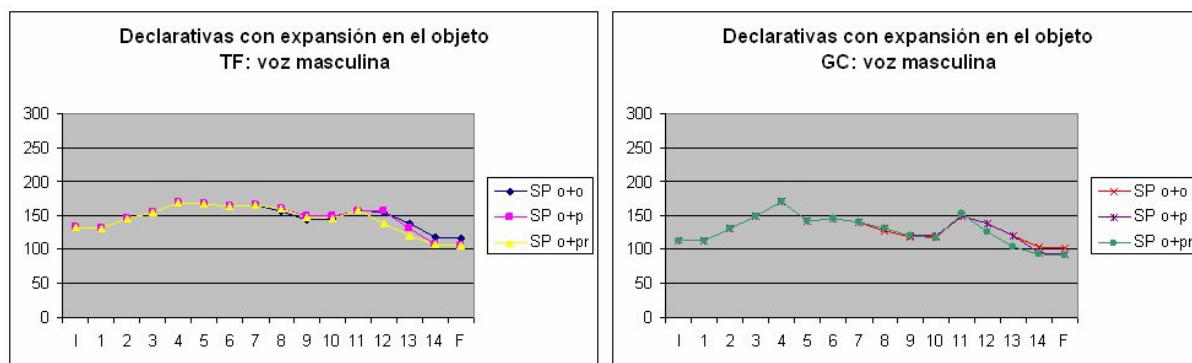 Declarativas con expansión en el objeto
TF: voz masculina
300
250
200
150
100
50
0
I 1 2 3 4 5 6 7 8 9 10 11 12 13 14 F
SP o+o
SP o+p
SP o+pr
Declarativas con expansión en el objeto
GC: voz masculina
300
250
200
150
100
50
0
I 1 2 3 4 5 6 7 8 9 10 11 12 13 14 F
SP o+o
SP o+p
SP o+pr